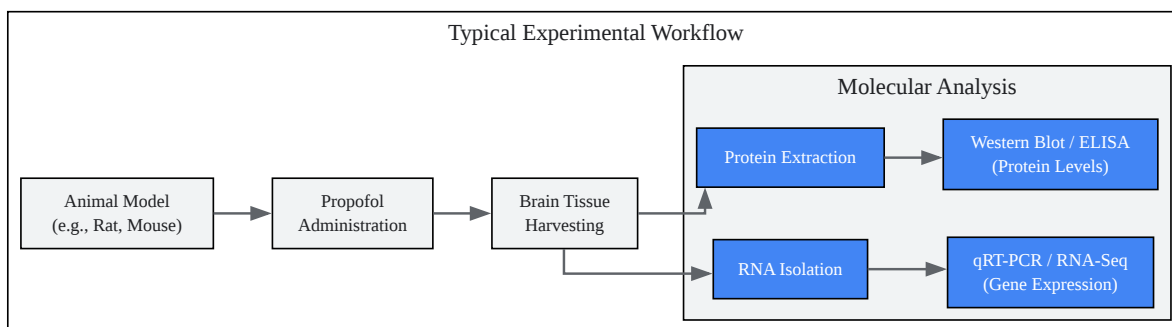 Typical Experimental Workflow
Molecular Analysis
Protein Extraction
Western Blot / ELISA
(Protein Levels)
Animal Model
(e.g., Rat, Mouse)
Propofol
Administration
Brain Tissue
Harvesting
RNA Isolation
qRT-PCR / RNA-Seq
(Gene Expression)